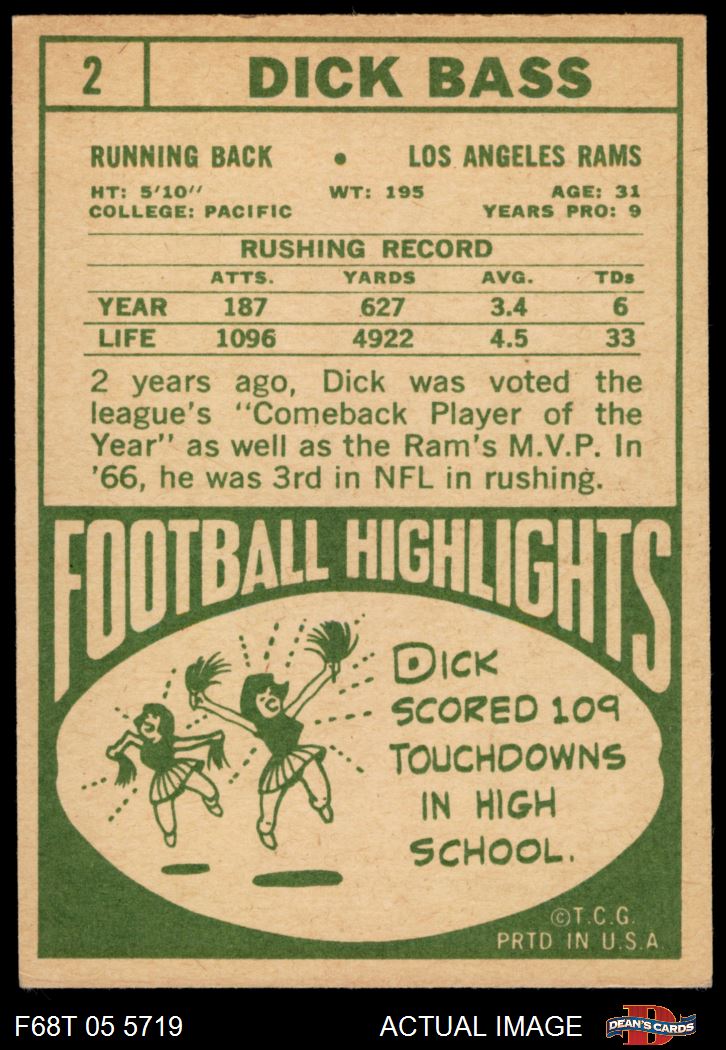 2 DICK BASS
RUNNING BACK • LOS ANGELES RAMS
HT: 5'10" WT: 195 AGE: 31
COLLEGE: PACIFIC YEARS PRO: 9
RUSHING RECORD
ATTS. YARDS AVG. TDs
YEAR 187 627 3.4 6
LIFE 1096 4922 4.5 33
2 years ago, Dick was voted the
league's "Comeback Player of the
Year" as well as the Ram's M.V.P. In
'66, he was 3rd in NFL in rushing.
FOOTBALL HIGHLIGHTS
DICK
SCORED 109
TOUCHDOWNS
IN HIGH
SCHOOL.
©T.C.G.
PRTD IN U.S.A.
F68T 05 5719 ACTUAL IMAGE
D
DEAN'S CARDS